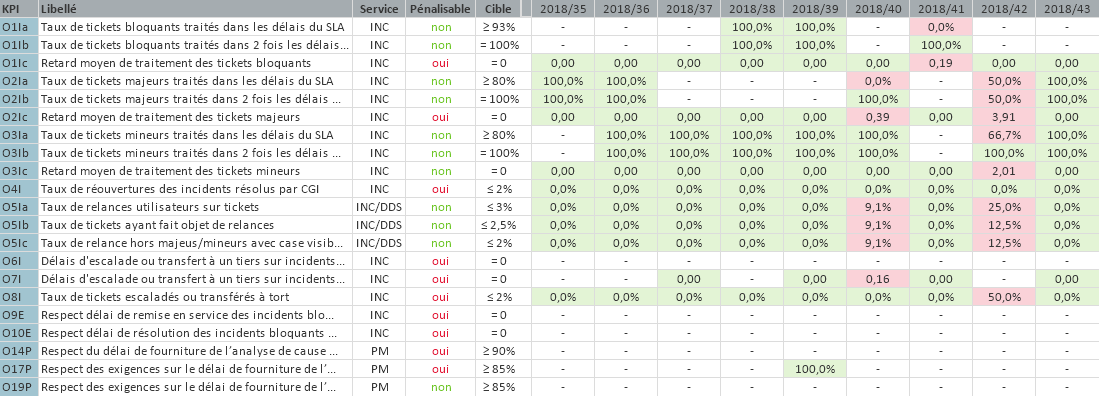 KPI Libellé Service Pénalisable Cible 2018/35 2018/36 2018/37 2018/38 2018/39 2018/40 2018/41 2018/42 2018/43
O1Ia Taux de tickets bloquants traités dans les délais du SLA INC non ≥ 93% - - - 100,0% 100,0% - 0,0% - -
O1Ib Taux de tickets bloquants traités dans 2 fois les délais... INC non = 100% - - - 100,0% 100,0% - 100,0% - -
O1Ic Retard moyen de traitement des tickets bloquants INC oui = 0 0,00 0,00 0,00 0,00 0,00 0,00 0,19 0,00 0,00
O2Ia Taux de tickets majeurs traités dans les délais du SLA INC non ≥ 80% 100,0% 100,0% - - - 0,0% - 50,0% 100,0%
O2Ib Taux de tickets majeurs traités dans 2 fois les délais ... INC non = 100% 100,0% 100,0% - - - 100,0% - 50,0% 100,0%
O2Ic Retard moyen de traitement des tickets majeurs INC oui = 0 0,00 0,00 0,00 0,00 0,00 0,39 0,00 3,91 0,00
O3Ia Taux de tickets mineurs traités dans les délais du SLA INC non ≥ 80% - 100,0% 100,0% 100,0% 100,0% 100,0% - 66,7% 100,0%
O3Ib Taux de tickets mineurs traités dans 2 fois les délais ... INC non = 100% - 100,0% 100,0% 100,0% 100,0% 100,0% - 100,0% 100,0%
O3Ic Retard moyen de traitement des tickets mineurs INC oui = 0 0,00 0,00 0,00 0,00 0,00 0,00 0,00 2,01 0,00
O4I Taux de réouvertures des incidents résolus par CGI INC oui ≤ 2% 0,0% 0,0% 0,0% 0,0% 0,0% 0,0% 0,0% 0,0% 0,0%
O5Ia Taux de relances utilisateurs sur tickets INC/DDS non ≤ 3% 0,0% 0,0% 0,0% 0,0% 0,0% 9,1% 0,0% 25,0% 0,0%
O5Ib Taux de tickets ayant fait objet de relances INC/DDS non ≤ 2,5% 0,0% 0,0% 0,0% 0,0% 0,0% 9,1% 0,0% 12,5% 0,0%
O5Ic Taux de relance hors majeus/mineurs avec case visib... INC/DDS non ≤ 2% 0,0% 0,0% 0,0% 0,0% 0,0% 9,1% 0,0% 12,5% 0,0%
O6I Délais d'escalade ou transfert à un tiers sur incidents... INC oui = 0 - - - - - - - - -
O7I Délais d'escalade ou transfert à un tiers sur incidents... INC oui = 0 - - 0,00 - 0,00 0,16 0,00 - 0,00
O8I Taux de tickets escaladés ou transférés à tort INC oui ≤ 2% 0,0% 0,0% 0,0% 0,0% 0,0% 0,0% 0,0% 50,0% 0,0%
O9E Respect délai de remise en service des incidents blo... INC oui = 0 - - - - - - - - -
O10E Respect délai de résolution des incidents bloquants ... INC oui = 0 - - - - - - - - -
O14P Respect du délai de fourniture de l'analyse de cause ... PM oui ≥ 90% - - - - - - - - -
O17P Respect des exigences sur le délai de fourniture de l'... PM oui ≥ 85% - - - - 100,0% - - - -
O19P Respect des exigences sur le délai de fourniture de l'... PM non ≥ 85% - - - - - - - - -